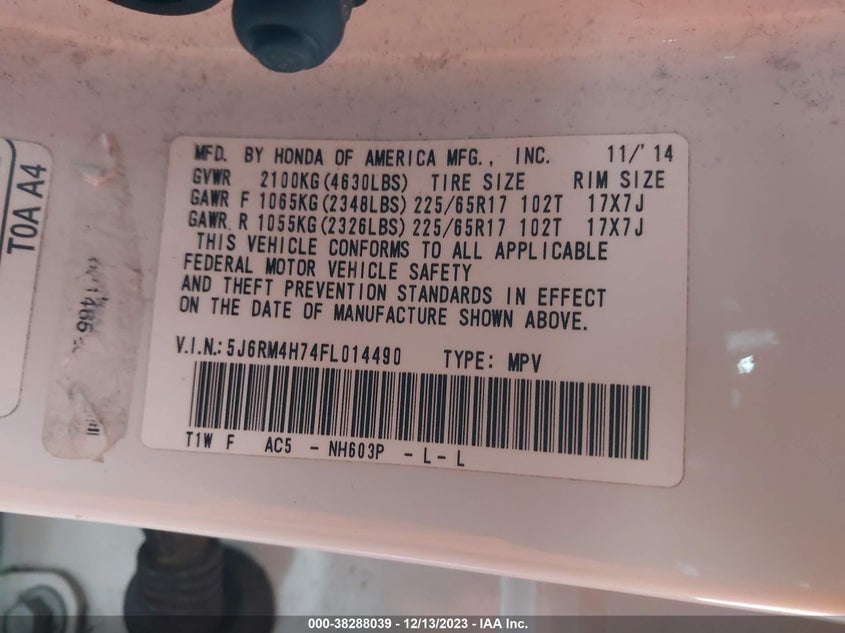 MFD. BY HONDA OF AMERICA MFG., INC. 11/'14
GVWR 2100KG(4630LBS) TIRE SIZE RIM SIZE
GAWR F 1065KG(2348LBS) 225/65R17 102T 17X7J
GAWR R 1055KG(2326LBS) 225/65R17 102T 17X7J
THIS VEHICLE CONFORMS TO ALL APPLICABLE
FEDERAL MOTOR VEHICLE SAFETY
AND THEFT PREVENTION STANDARDS IN EFFECT
ON THE DATE OF MANUFACTURE SHOWN ABOVE.
V.I.N.: 5J6RM4H74FL014490 TYPE: MPV
T1W F AC5 - NH603P - L - L
T0A A4
000-38288039 - 12/13/2023 - IAA Inc.